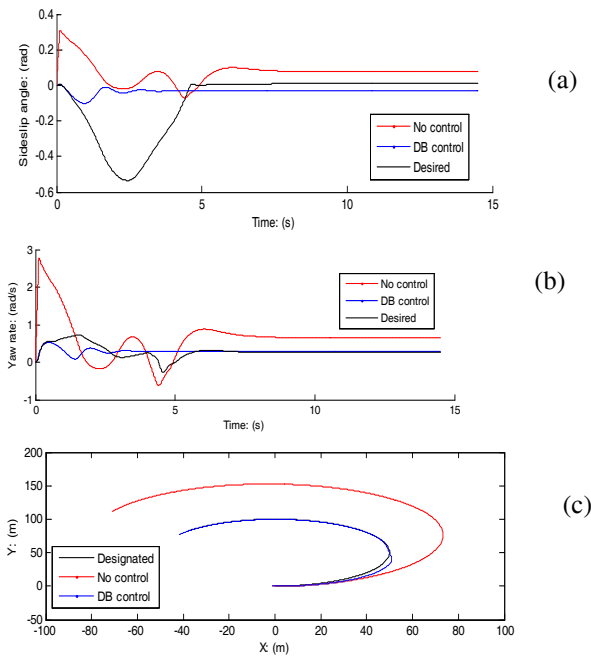 0.4
0.2
0
-0.2
-0.4
-0.6
Sideslip angle: (rad)
0 5 10 15
Time: (s)
No control
DB control
Desired
(a)
3
2
1
0
-1
Yaw rate: (rad/s)
0 5 10 15
Time: (s)
No control
DB control
Desired
(b)
200
150
100
50
0
-50
Y: (m)
-100 -80 -60 -40 -20 0 20 40 60 80 100
X: (m)
Designated
No control
DB control
(c)